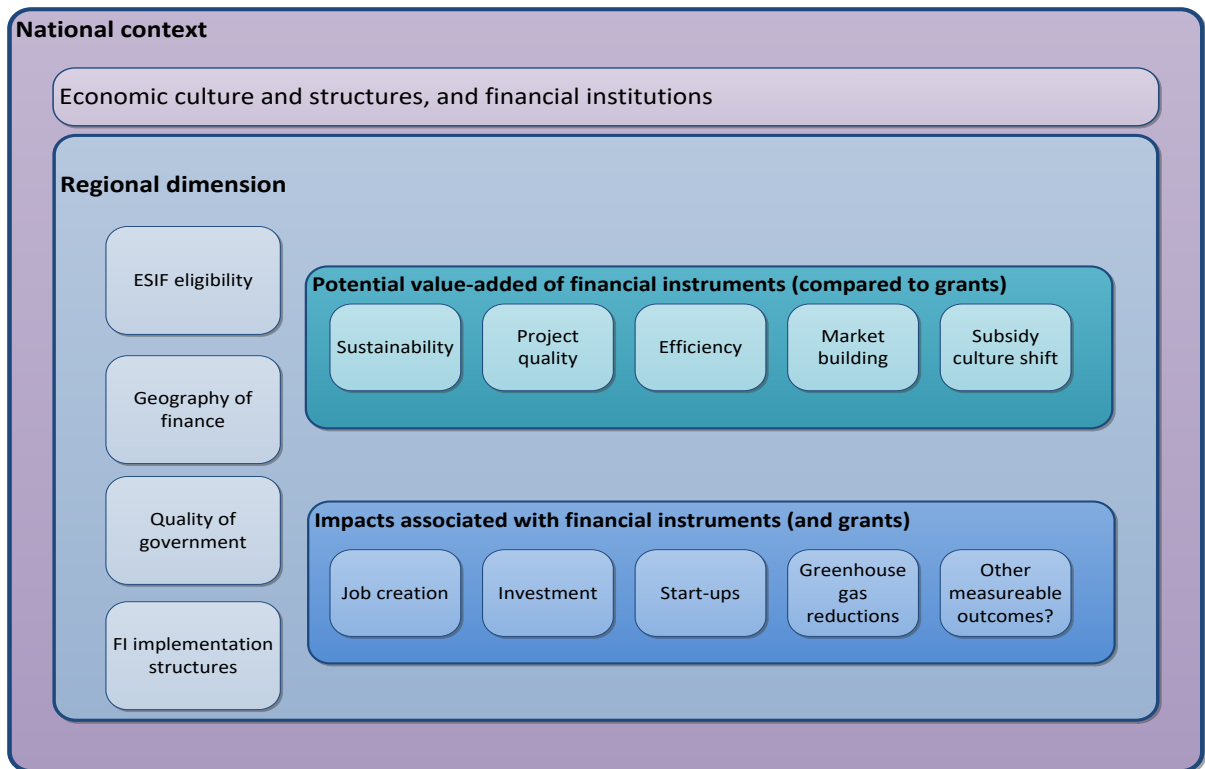 National context
Economic culture and structures, and financial institutions
Regional dimension
ESIF eligibility
Geography of
finance
Quality of
government
FI implementation
structures
Potential value-added of financial instruments (compared to grants)
Sustainability
Project
quality
Efficiency
Market
building
Subsidy
culture shift
Impacts associated with financial instruments (and grants)
Job creation
Investment
Start-ups
Greenhouse
gas
reductions
Other
measureable
outcomes?